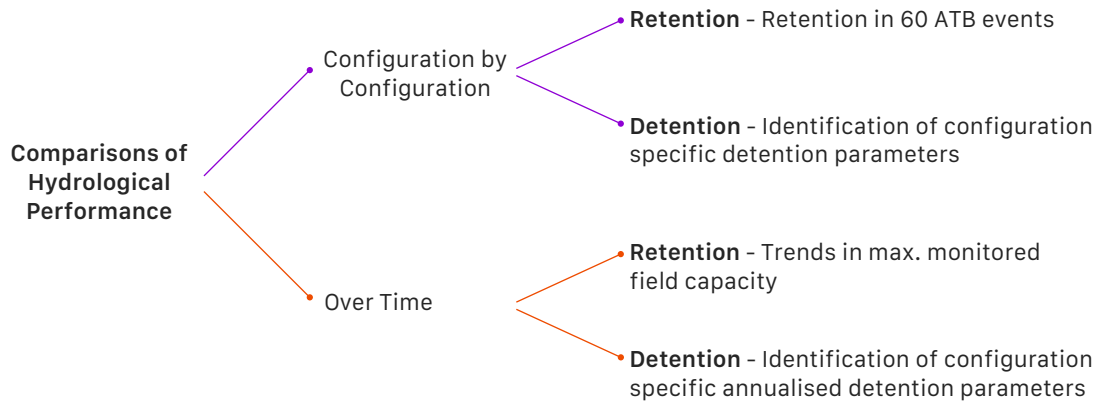 Comparisons of
Hydrological
Performance
Configuration by
Configuration
Retention - Retention in 60 ATB events
Detention - Identification of configuration
specific detention parameters
Over Time
Retention - Trends in max. monitored
field capacity
Detention - Identification of configuration
specific annualised detention parameters